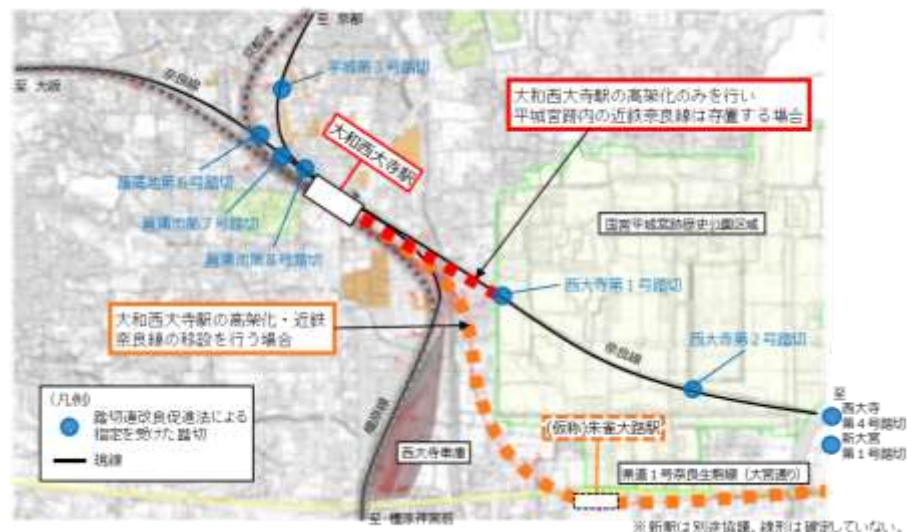 至 京都
京都線
奈良線
至 大阪
平城第3号踏切
大和西大寺駅の高架化のみを行い
平城宮跡内の近鉄奈良線は存置する場合
大和西大寺駅
菖蒲池第6号踏切
菖蒲池第7号踏切
菖蒲池第8号踏切
国営平城宮跡歴史公園区域
西大寺第1号踏切
大和西大寺駅の高架化・近鉄
奈良線の移設を行う場合
奈良線
西大寺第2号踏切
至
西大寺
第4号踏切
新大宮
第1号踏切
(凡例)
踏切道改良促進法による
指定を受けた踏切
現線
橿原線
西大寺車庫
(仮称)朱雀大路駅
県道1号奈良生駒線(大宮通り)
至 橿原神宮前
※新駅は別途協議、線形は確定していない。